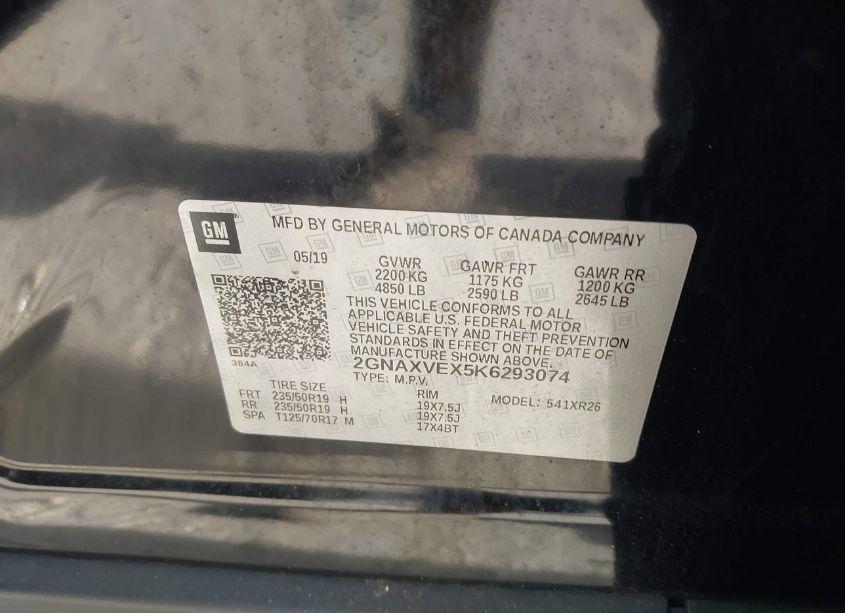 GM
MFD BY GENERAL MOTORS OF CANADA COMPANY
05/19
GVWR GAWR FRT GAWR RR
2200 KG 1175 KG 1200 KG
4850 LB 2590 LB 2645 LB
THIS VEHICLE CONFORMS TO ALL
APPLICABLE U.S. FEDERAL MOTOR
VEHICLE SAFETY AND THEFT PREVENTION
STANDARDS IN EFFECT ON THE DATE OF
MANUFACTURE SHOWN ABOVE.
384A
2GNAXVEX5K6293074
TYPE: M.P.V.
TIRE SIZE RIM MODEL: 541XR26
FRT 235/50R19 H 19X7.5J
RR 235/50R19 H 19X7.5J
SPA T125/70R17 M 17X4BT